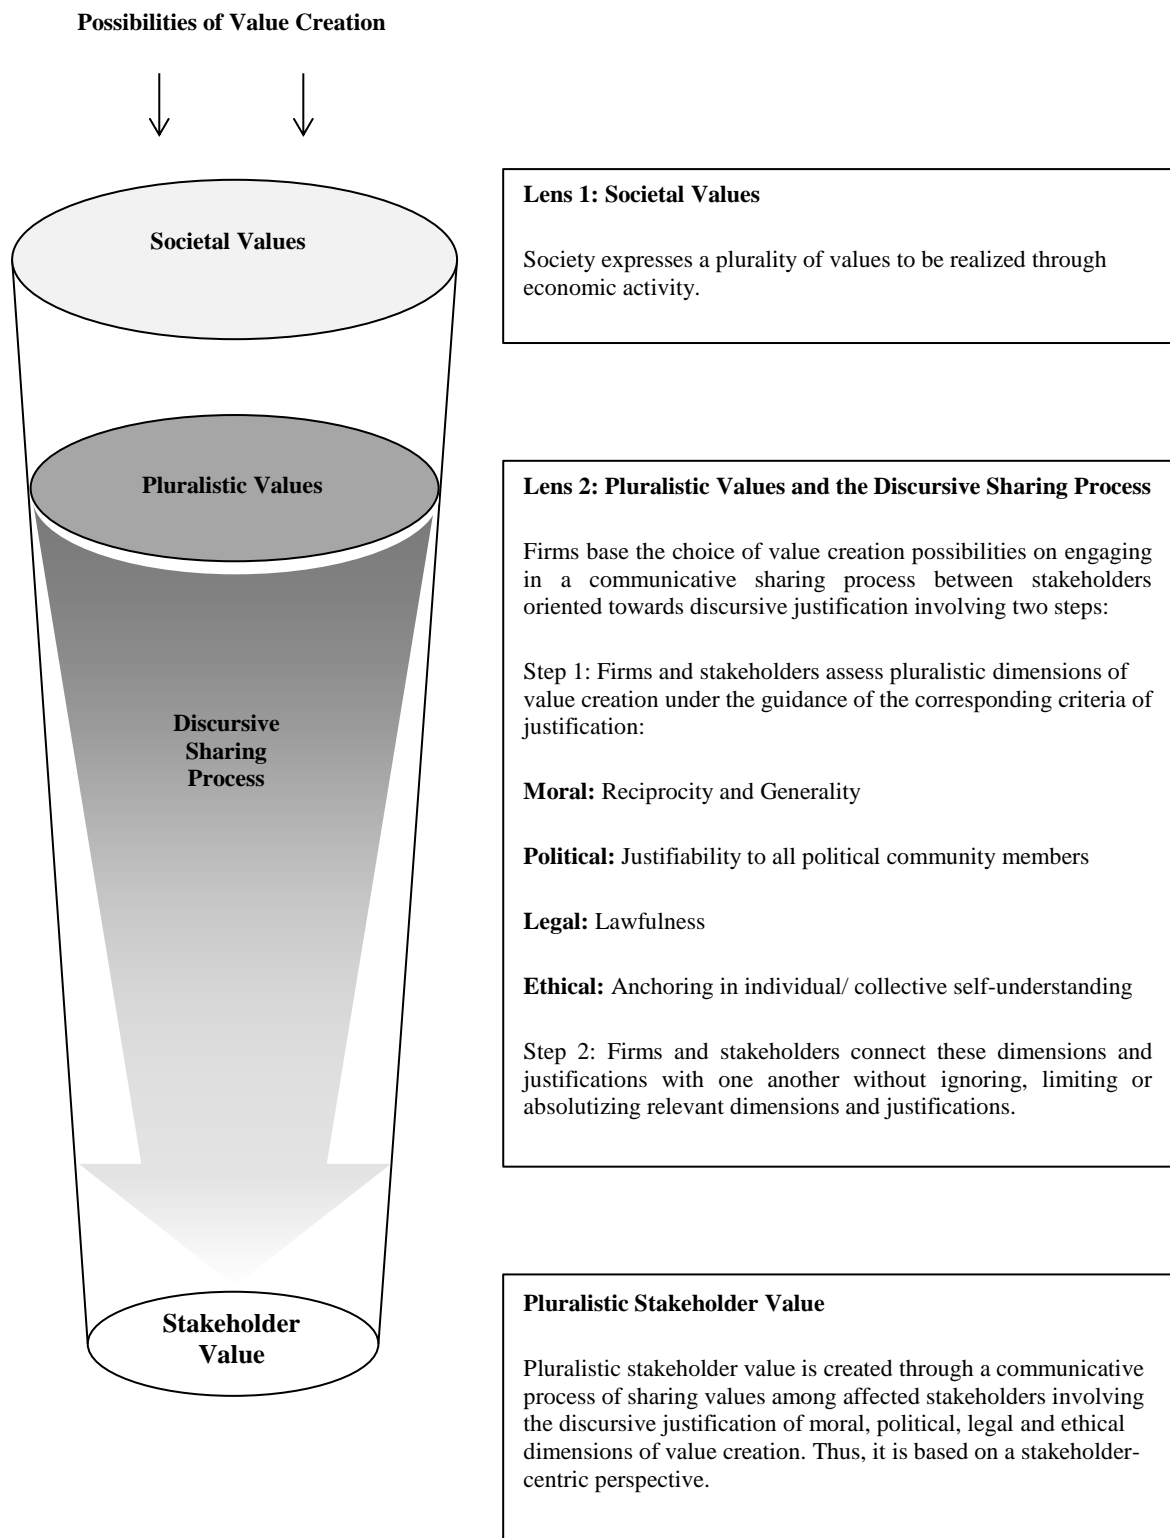 Possibilities of Value Creation
Societal Values
Lens 1: Societal Values
Society expresses a plurality of values to be realized through
economic activity.
Pluralistic Values
Discursive
Sharing
Process
Lens 2: Pluralistic Values and the Discursive Sharing Process
Firms base the choice of value creation possibilities on engaging
in a communicative sharing process between stakeholders
oriented towards discursive justification involving two steps:
Step 1: Firms and stakeholders assess pluralistic dimensions of
value creation under the guidance of the corresponding criteria of
justification:
Moral: Reciprocity and Generality
Political: Justifiability to all political community members
Legal: Lawfulness
Ethical: Anchoring in individual/ collective self-understanding
Step 2: Firms and stakeholders connect these dimensions and
justifications with one another without ignoring, limiting or
absolutizing relevant dimensions and justifications.
Stakeholder
Value
Pluralistic Stakeholder Value
Pluralistic stakeholder value is created through a communicative
process of sharing values among affected stakeholders involving
the discursive justification of moral, political, legal and ethical
dimensions of value creation. Thus, it is based on a stakeholder-
centric perspective.